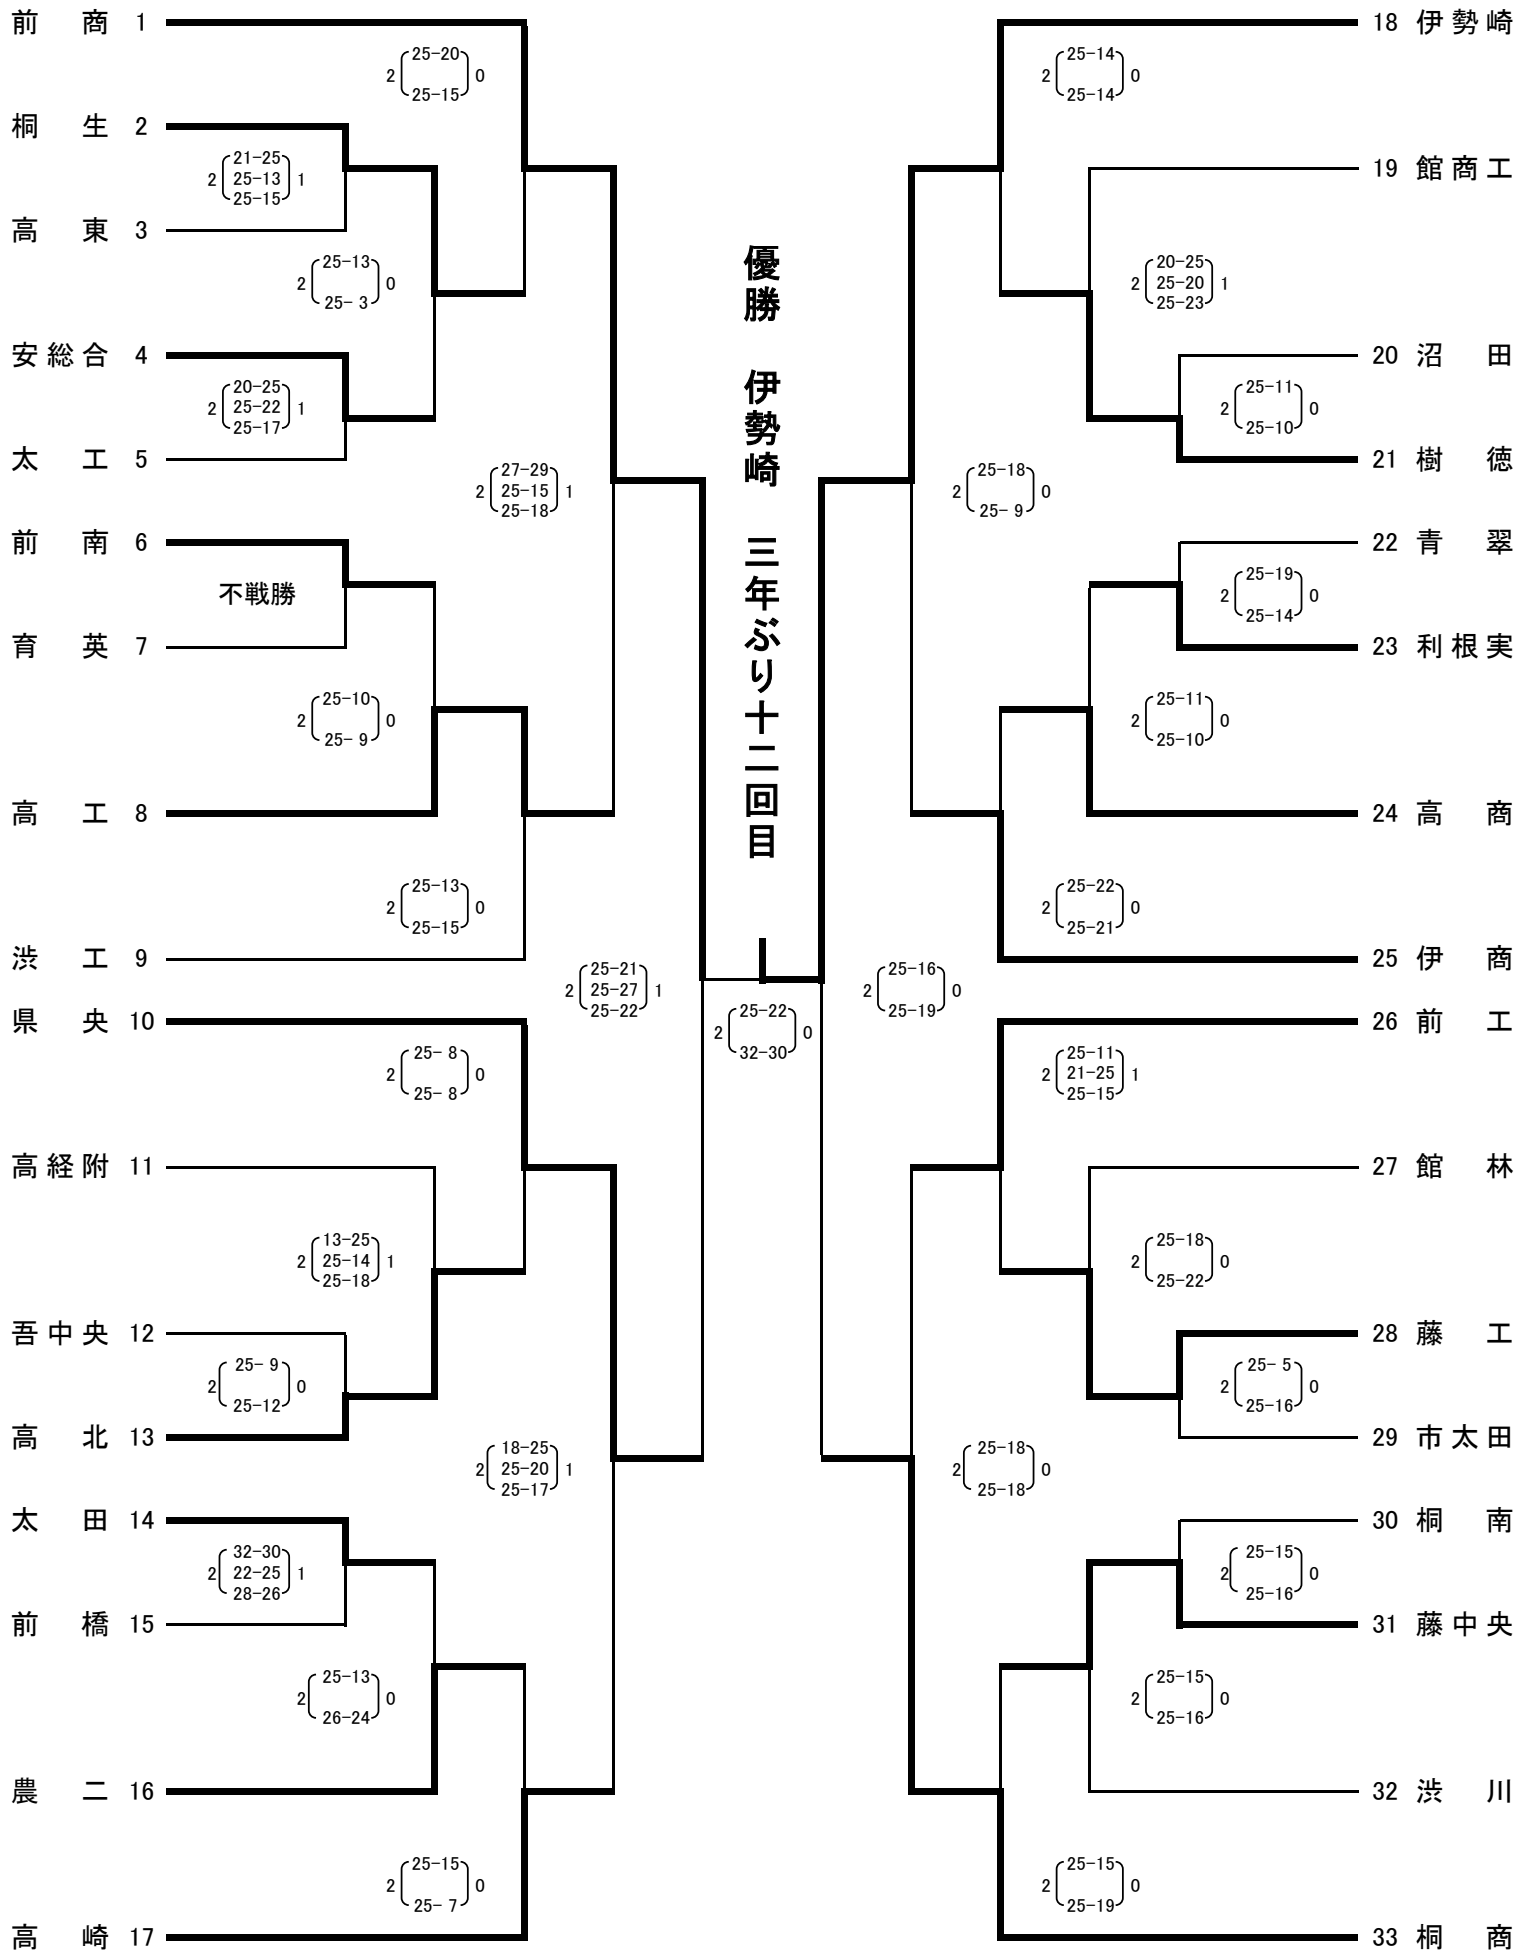 前商 1
25-20
2 0
25-15
桐生 2
21-25
2 25-13 1
25-15
高東 3
25-13
2 0
25- 3
安総合 4
20-25
2 25-22 1
25-17
太工 5
27-29
2 25-15 1
25-18
前南 6
不戦勝
育英 7
25-10
2 0
25- 9
高工 8
25-13
2 0
25-15
渋工 9
25-21
2 25-27 1
25-22
県央 10
25- 8
2 0
25- 8
高経附 11
13-25
2 25-14 1
25-18
吾中央 12
25- 9
2 0
25-12
高北 13
18-25
2 25-20 1
25-17
太田 14
32-30
2 22-25 1
28-26
前橋 15
25-13
2 0
26-24
農二 16
25-15
2 0
25- 7
高崎 17
優勝 伊勢崎 三年ぶり十二回目
25-22
2 0
32-30
18 伊勢崎
25-14
2 0
25-14
19 館商工
20-25
2 25-20 1
25-23
20 沼田
25-11
2 0
25-10
21 樹徳
25-18
2 0
25- 9
22 青翠
25-19
2 0
25-14
23 利根実
25-11
2 0
25-10
24 高商
25-22
2 0
25-21
25 伊商
25-16
2 0
25-19
26 前工
25-11
2 21-25 1
25-15
27 館林
25-18
2 0
25-22
28 藤工
25- 5
2 0
25-16
29 市太田
25-18
2 0
25-18
30 桐南
25-15
2 0
25-16
31 藤中央
25-15
2 0
25-16
32 渋川
25-15
2 0
25-19
33 桐商